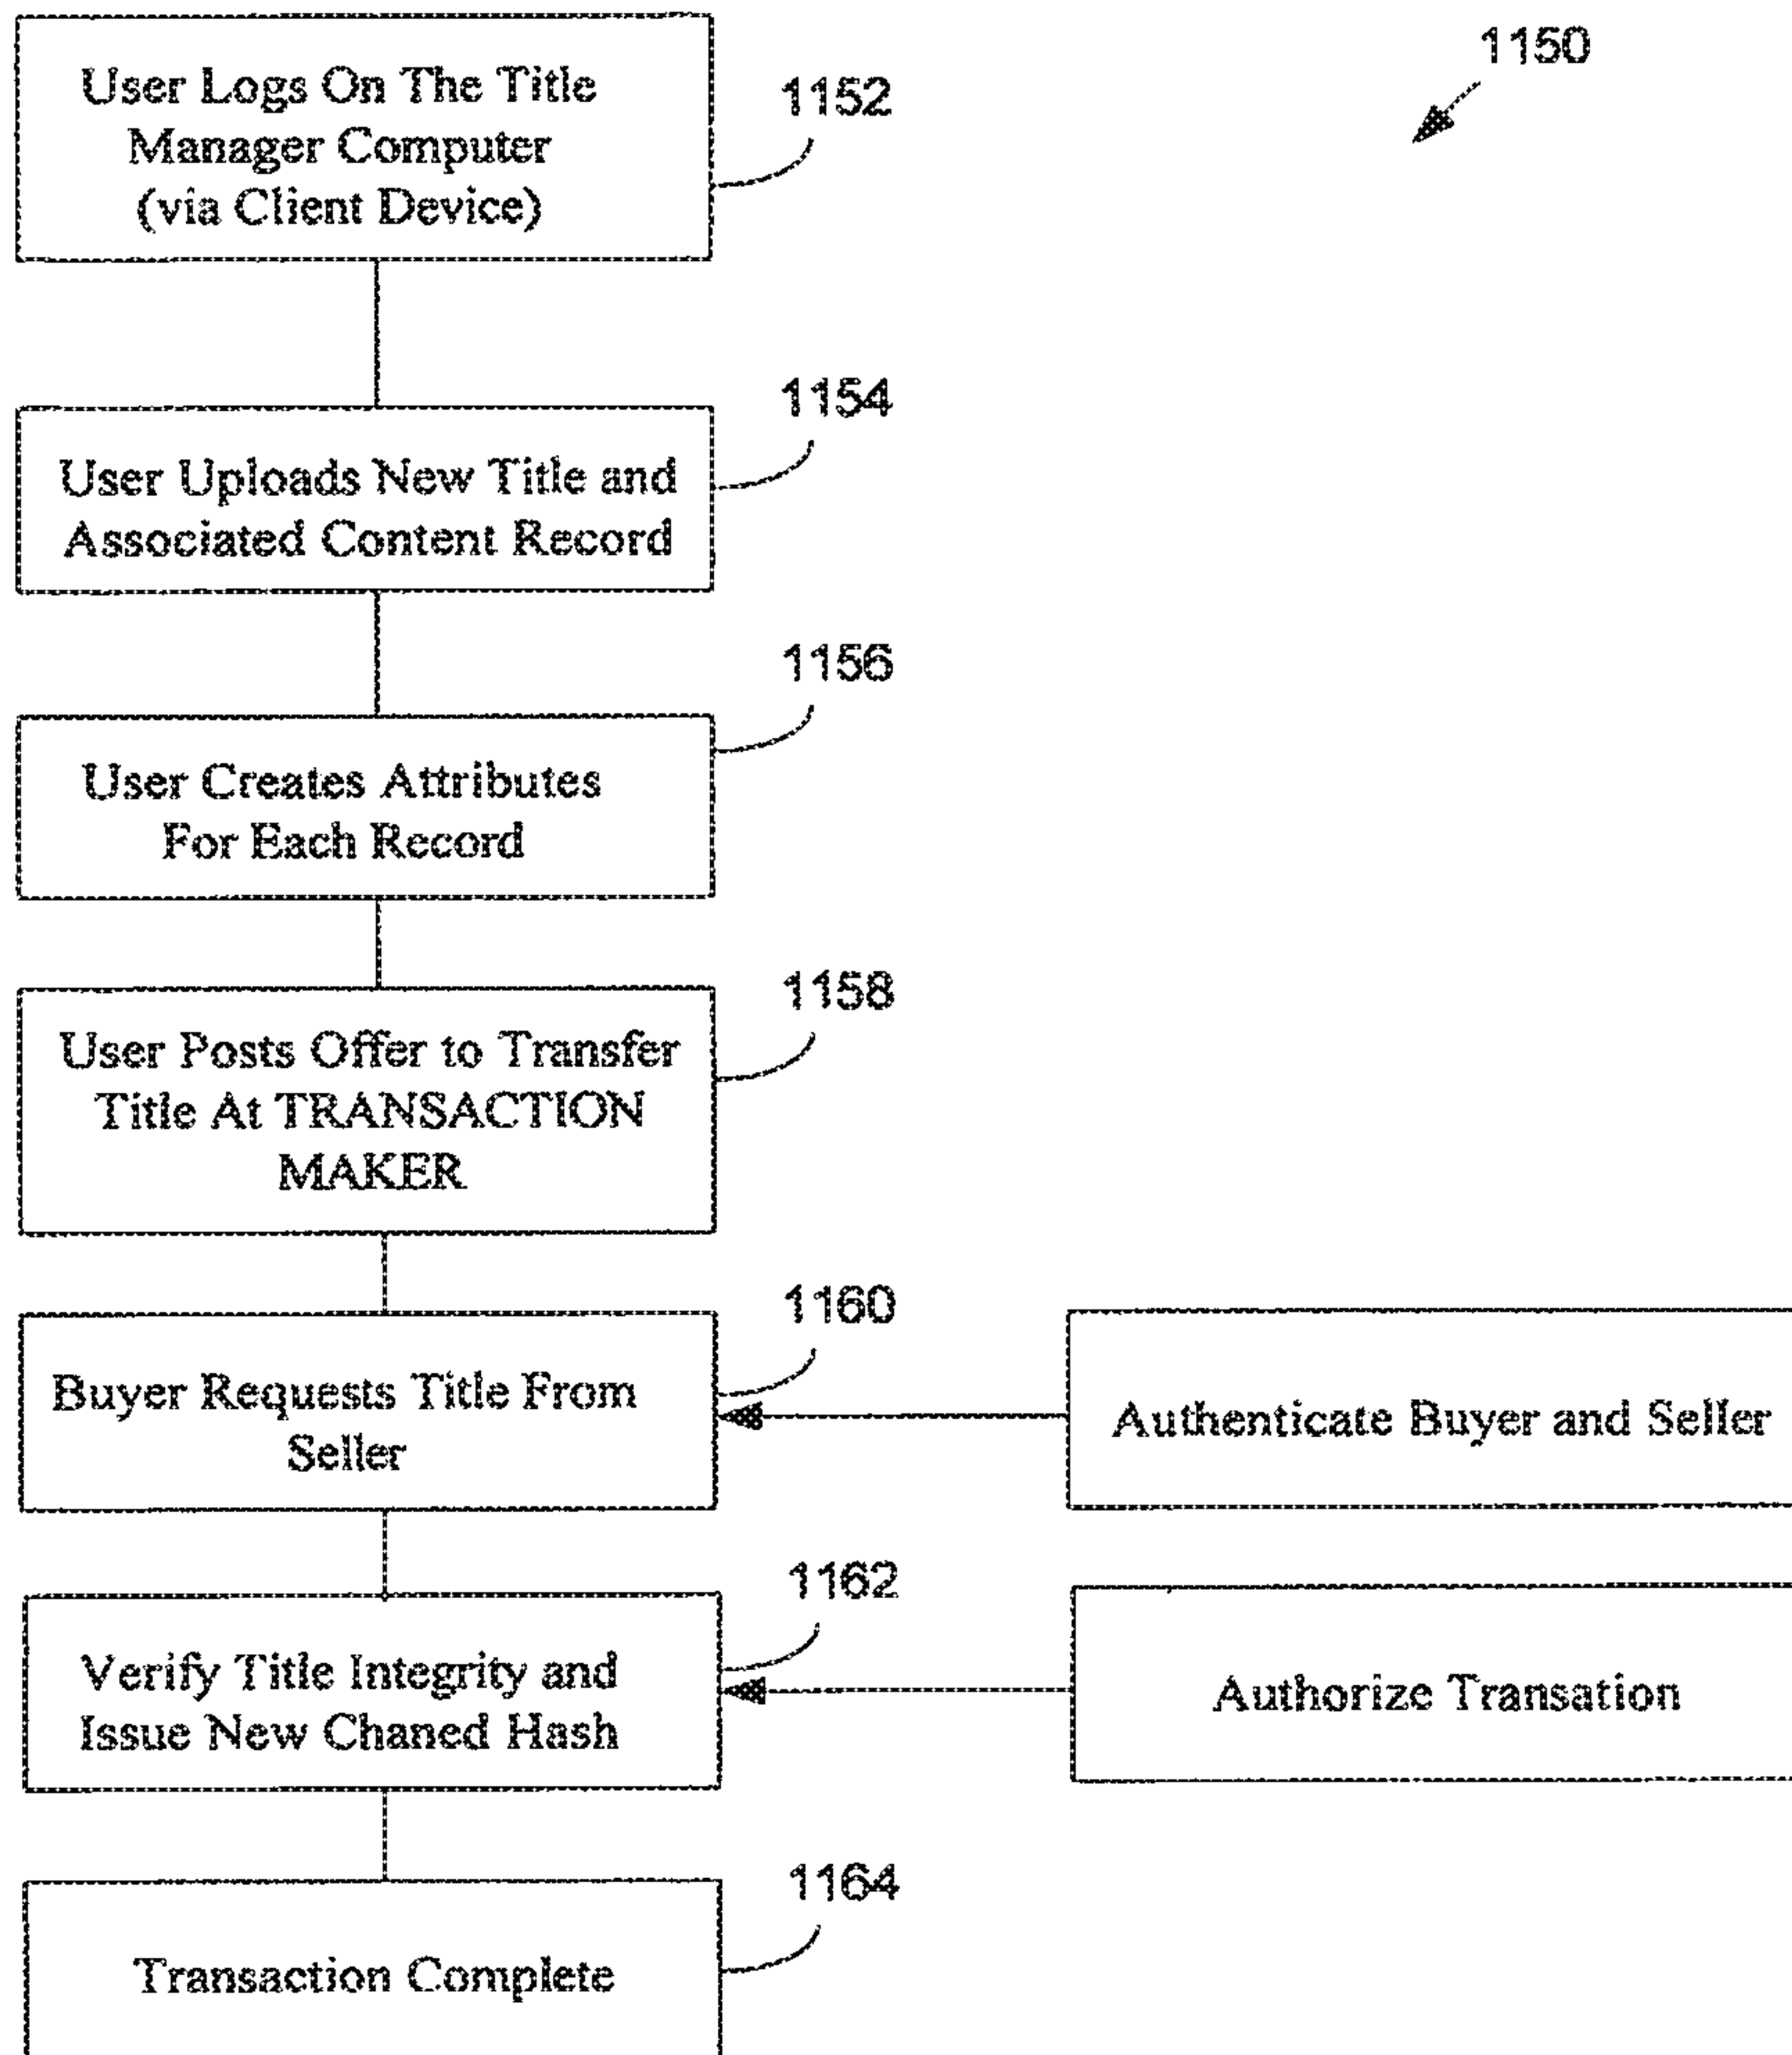 1150
User Logs On The Title
Manager Computer
(via Client Device)
1152
User Uploads New Title and
Associated Content Record
1154
User Creates Attributes
For Each Record
1156
User Posts Offer to Transfer
Title At TRANSACTION
MAKER
1158
Buyer Requests Title From
Seller
1160
Authenticate Buyer and Seller
Verify Title Integrity and
Issue New Chaned Hash
1162
Authorize Transation
Transaction Complete
1164